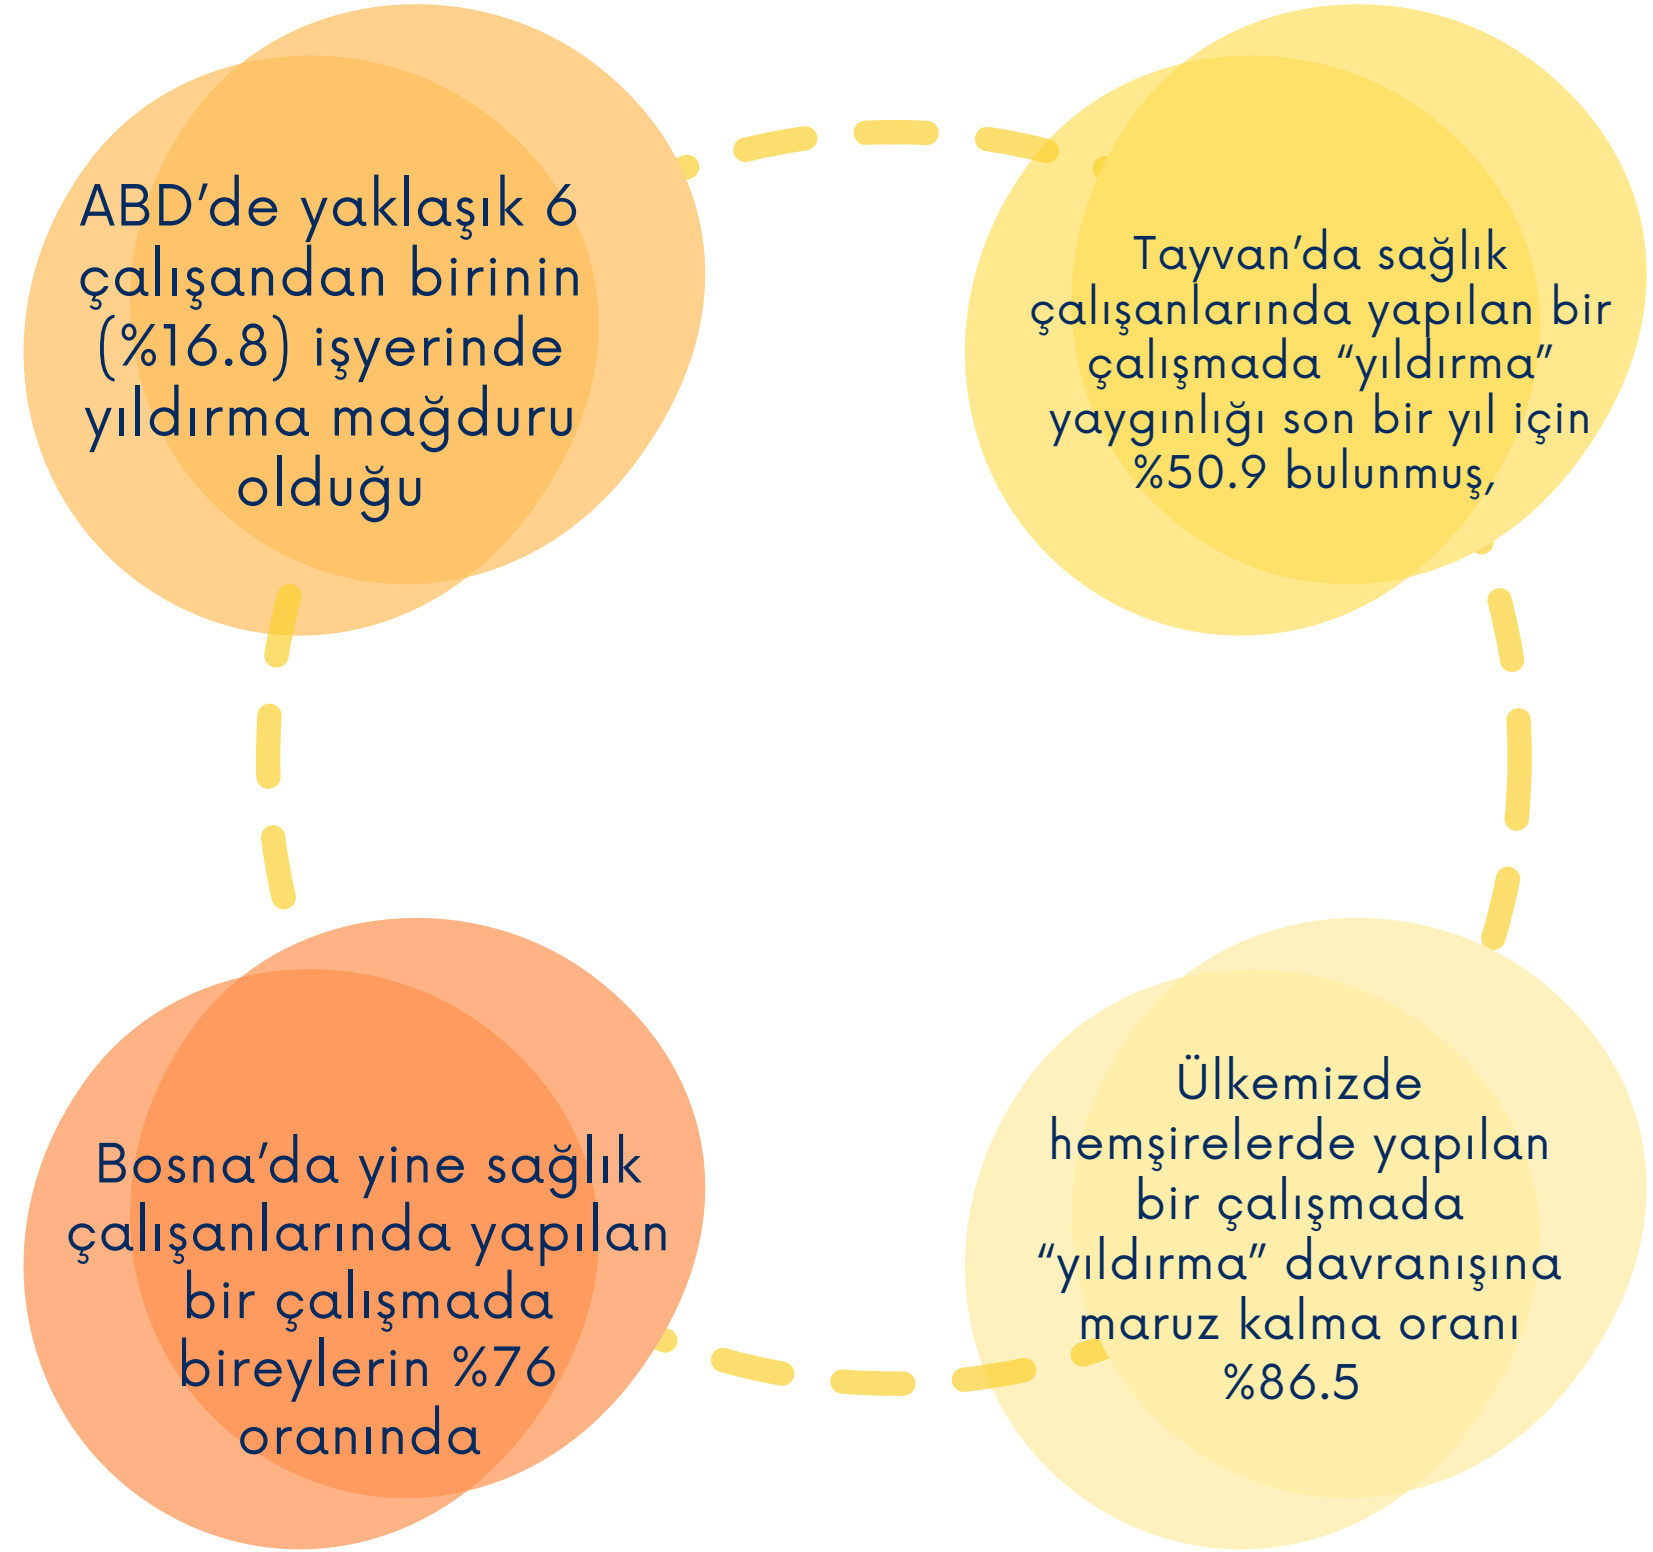 ABD'de yaklaşık 6
çalışandan birinin
(%16.8) işyerinde
yıldırma mağduru
olduğu
Tayvan'da sağlık
çalışanlarında yapılan bir
çalışmada “yıldırma”
yaygınlığı son bir yıl için
%50.9 bulunmuş,
Bosna'da yine sağlık
çalışanlarında yapılan
bir çalışmada
bireylerin %76
oranında
Ülkemizde
hemşirelerde yapılan
bir çalışmada
“yıldırma” davranışına
maruz kalma oranı
%86.5